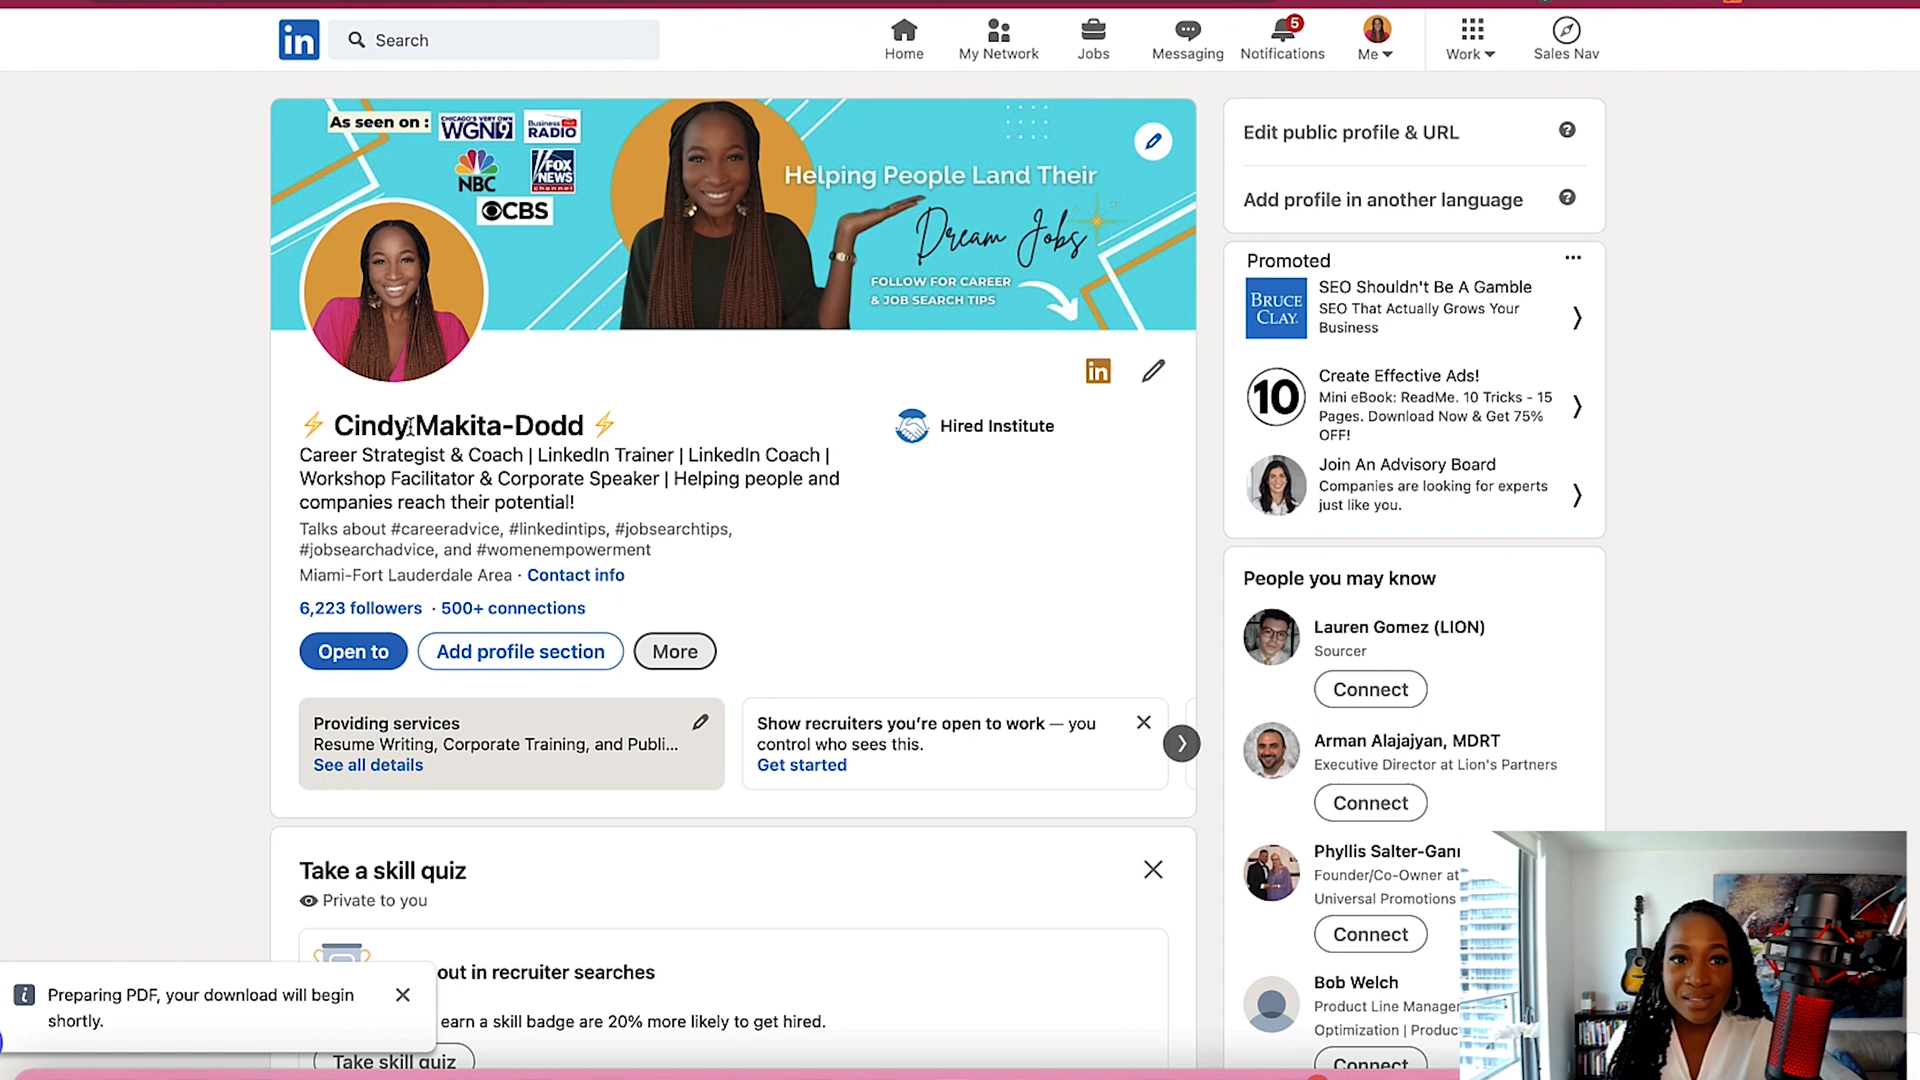 in
Search
Home
My Network
Jobs
Messaging
5
Notifications
Me
Work
Sales Nav
As seen on :
CHICAGO'S VERY OWN
WGN9
Business
RADIO
NBC
FOX
NEWS
channel
CBS
Helping People Land Their
Dream Jobs
FOLLOW FOR CAREER
& JOB SEARCH TIPS
in
⚡ Cindy Makita-Dodd ⚡
Hired Institute
Career Strategist & Coach | LinkedIn Trainer | LinkedIn Coach |
Workshop Facilitator & Corporate Speaker | Helping people and
companies reach their potential!
Talks about #careeradvice, #linkedintips, #jobsearchtips,
#jobsearchadvice, and #womenempowerment
Miami-Fort Lauderdale Area · Contact info
6,223 followers · 500+ connections
Open to
Add profile section
More
Providing services
Resume Writing, Corporate Training, and Publi...
See all details
Show recruiters you're open to work — you
control who sees this.
Get started
Take a skill quiz
Private to you
out in recruiter searches
earn a skill badge are 20% more likely to get hired.
Take skill quiz
Preparing PDF, your download will begin
shortly.
Edit public profile & URL
Add profile in another language
Promoted
BRUCE
CLAY
SEO Shouldn't Be A Gamble
SEO That Actually Grows Your
Business
10
Create Effective Ads!
Mini eBook: ReadMe. 10 Tricks - 15
Pages. Download Now & Get 75%
OFF!
Join An Advisory Board
Companies are looking for experts
just like you.
People you may know
Lauren Gomez (LION)
Sourcer
Connect
Arman Alajajyan, MDRT
Executive Director at Lion's Partners
Connect
Phyllis Salter-Gann
Founder/Co-Owner at
Universal Promotions
Connect
Bob Welch
Product Line Manager
Optimization | Produc
Connect